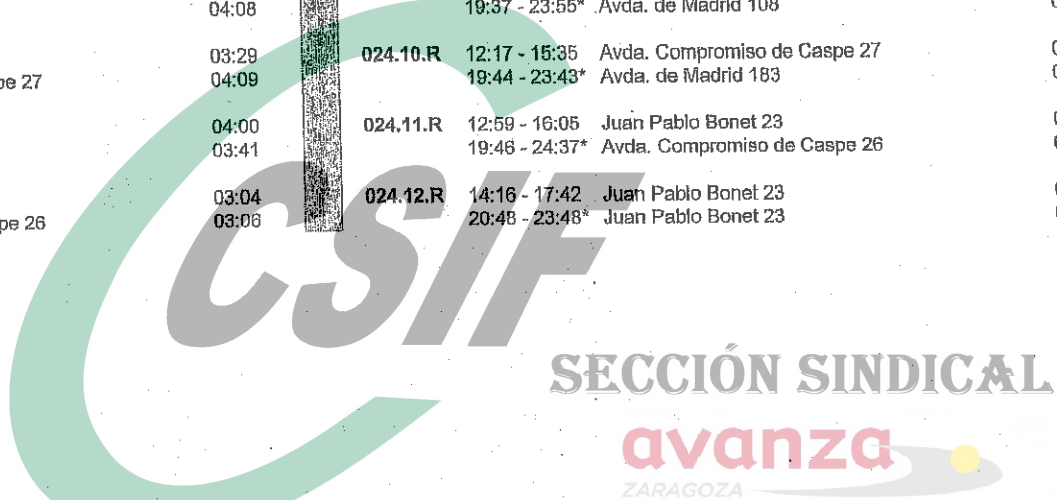 04:08 19:37 - 23:55* Avda. de Madrid 108
03:29 024.10.R 12:17 - 15:35 Avda. Compromiso de Caspe 27
pe 27 04:09 19:44 - 23:43* Avda. de Madrid 183
04:00 024.11.R 12:59 - 16:05 Juan Pablo Bonet 23
03:41 19:46 - 24:37* Avda. Compromiso de Caspe 26
03:04 024.12.R 14:16 - 17:42 Juan Pablo Bonet 23
pe 26 03:06 20:48 - 23:48* Juan Pablo Bonet 23
CSIF
SECCIÓN SINDICAL
avanza
ZARAGOZA